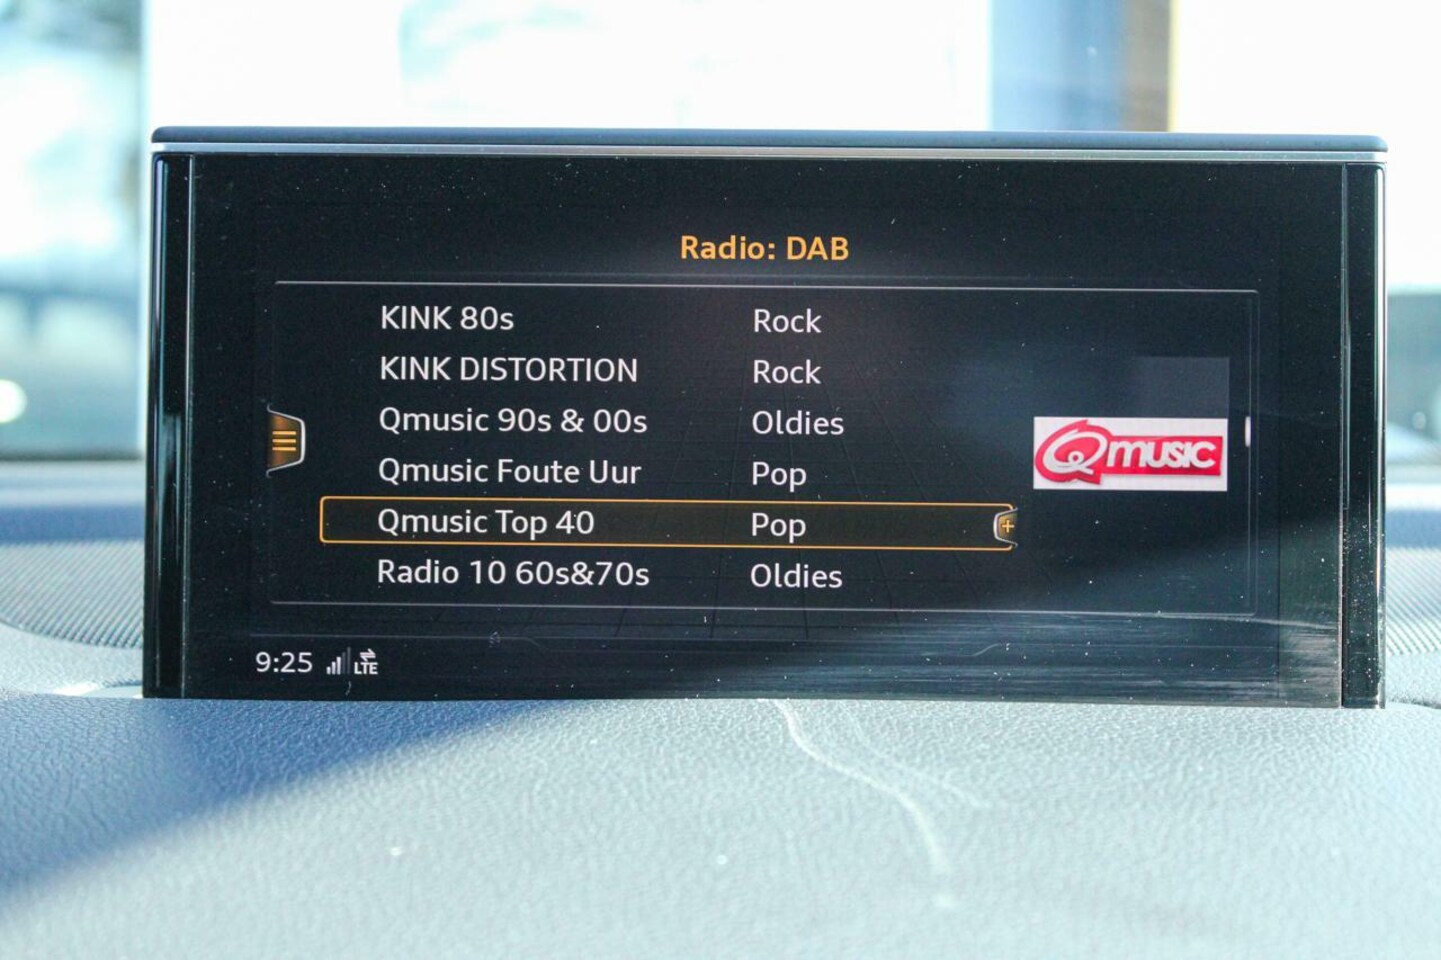 Radio: DAB
KINK 80s Rock
KINK DISTORTION Rock
Qmusic 90s & 00s Oldies
Qmusic Foute Uur Pop
Qmusic Top 40 Pop
Radio 10 60s&70s Oldies
Qmusic
9:25 LTE